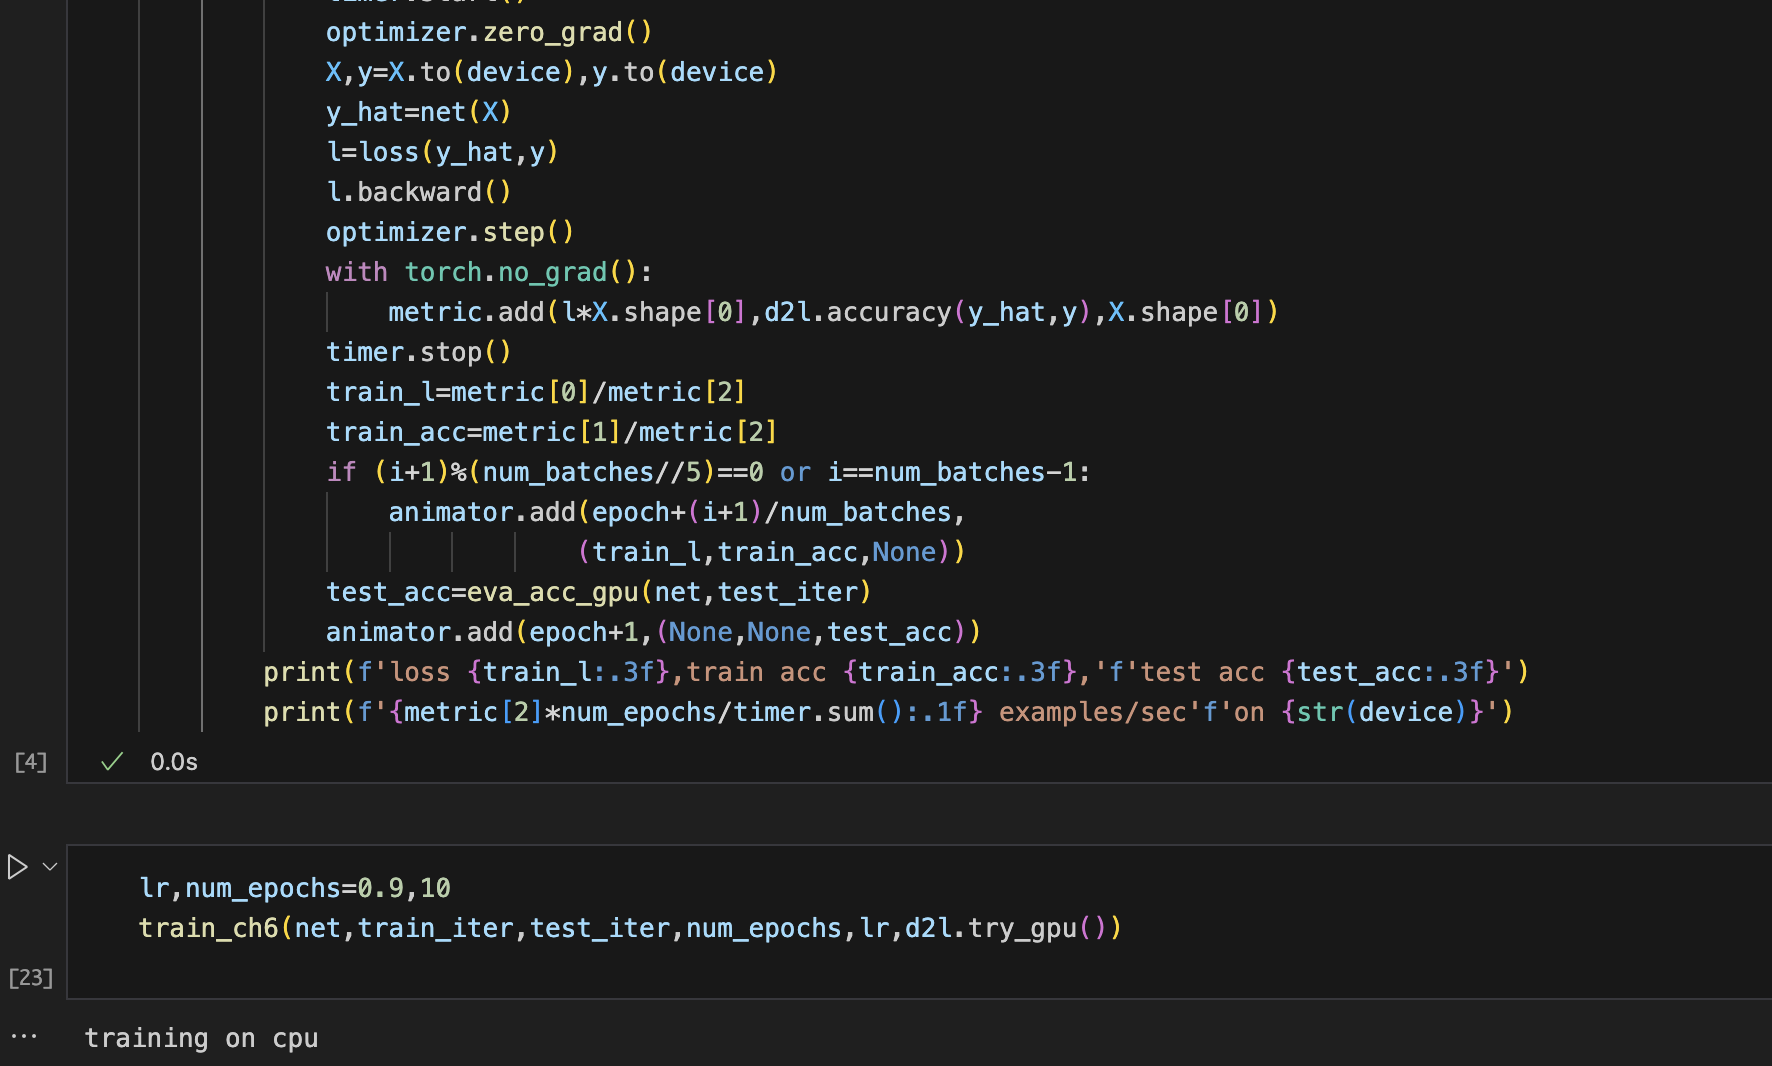 optimizer.zero_grad()
X,y=X.to(device),y.to(device)
y_hat=net(X)
l=loss(y_hat,y)
l.backward()
optimizer.step()
with torch.no_grad():
metric.add(l*X.shape[0],d2l.accuracy(y_hat,y),X.shape[0])
timer.stop()
train_l=metric[0]/metric[2]
train_acc=metric[1]/metric[2]
if (i+1)%(num_batches//5)==0 or i==num_batches-1:
animator.add(epoch+(i+1)/num_batches,
(train_l,train_acc,None))
test_acc=eva_acc_gpu(net,test_iter)
animator.add(epoch+1,(None,None,test_acc))
print(f'loss {train_l:.3f},train acc {train_acc:.3f},'f'test acc {test_acc:.3f}')
print(f'{metric[2]*num_epochs/timer.sum():.1f} examples/sec'f'on {str(device)}')
[4] 0.0s
lr,num_epochs=0.9,10
train_ch6(net,train_iter,test_iter,num_epochs,lr,d2l.try_gpu())
[23]
... training on cpu